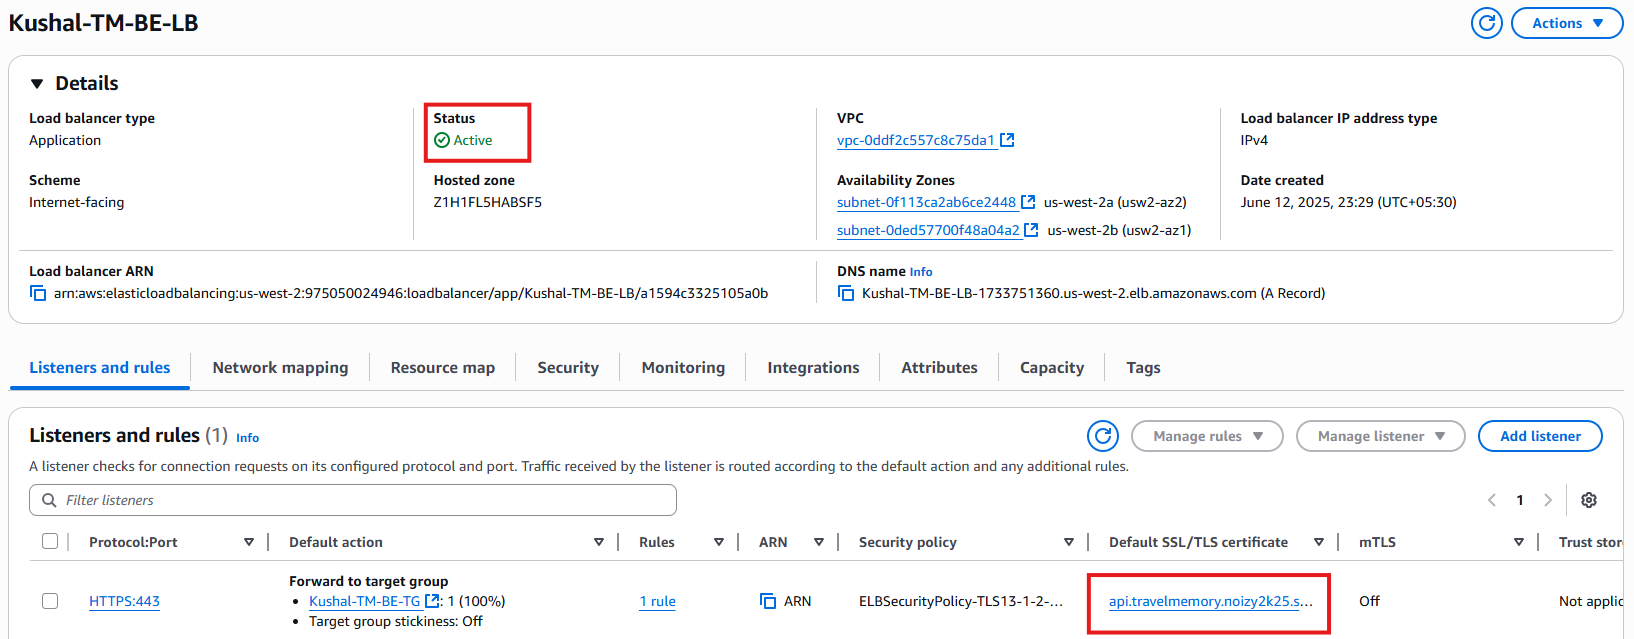 Kushal-TM-BE-LB
Actions
Details
Load balancer type
Application
Status
Active
VPC
vpc-0ddf2c557c8c75da1
Load balancer IP address type
IPv4
Scheme
Internet-facing
Hosted zone
Z1H1FL5HABSF5
Availability Zones
subnet-0f113ca2ab6ce2448 us-west-2a (usw2-az2)
subnet-0ded57700f48a04a2 us-west-2b (usw2-az1)
Date created
June 12, 2025, 23:29 (UTC+05:30)
Load balancer ARN
arn:aws:elasticloadbalancing:us-west-2:975050024946:loadbalancer/app/Kushal-TM-BE-LB/a1594c3325105a0b
DNS name Info
Kushal-TM-BE-LB-1733751360.us-west-2.elb.amazonaws.com (A Record)
Listeners and rules Network mapping Resource map Security Monitoring Integrations Attributes Capacity Tags
Listeners and rules (1) Info
Manage rules Manage listener Add listener
A listener checks for connection requests on its configured protocol and port. Traffic received by the listener is routed according to the default action and any additional rules.
Filter listeners
1
Protocol:Port Default action Rules ARN Security policy Default SSL/TLS certificate mTLS Trust stor
HTTPS:443
Forward to target group
• Kushal-TM-BE-TG : 1 (100%)
• Target group stickiness: Off
1 rule
ARN
ELBSecurityPolicy-TLS13-1-2-...
api.travelmemory.noizy2k25.s...
Off
Not applic